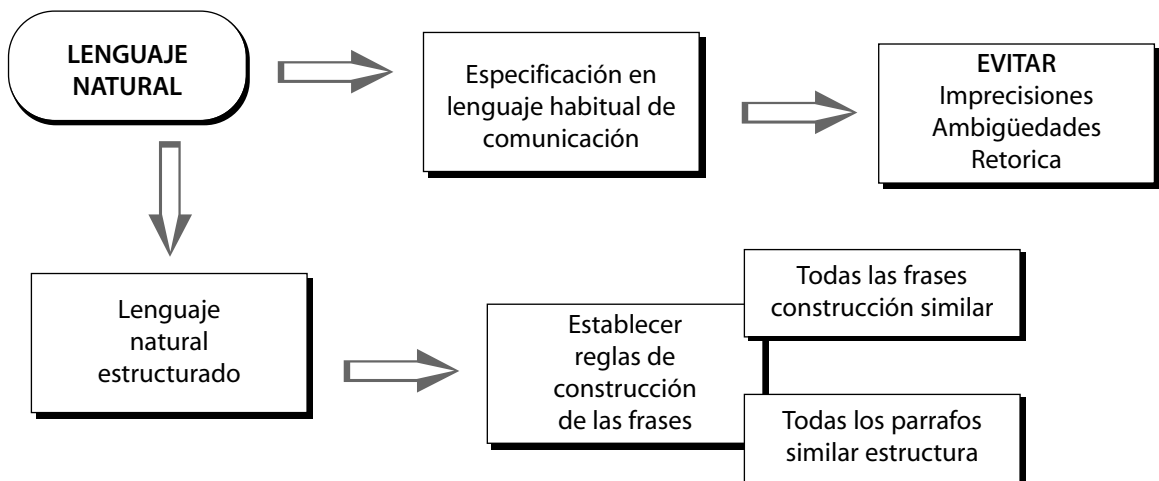 LENGUAJE
NATURAL
Especificación en
lenguaje habitual de
comunicación
EVITAR
Imprecisiones
Ambigüedades
Retorica
Lenguaje
natural
estructurado
Establecer
reglas de
construcción
de las frases
Todas las frases
construcción similar
Todas los parrafos
similar estructura